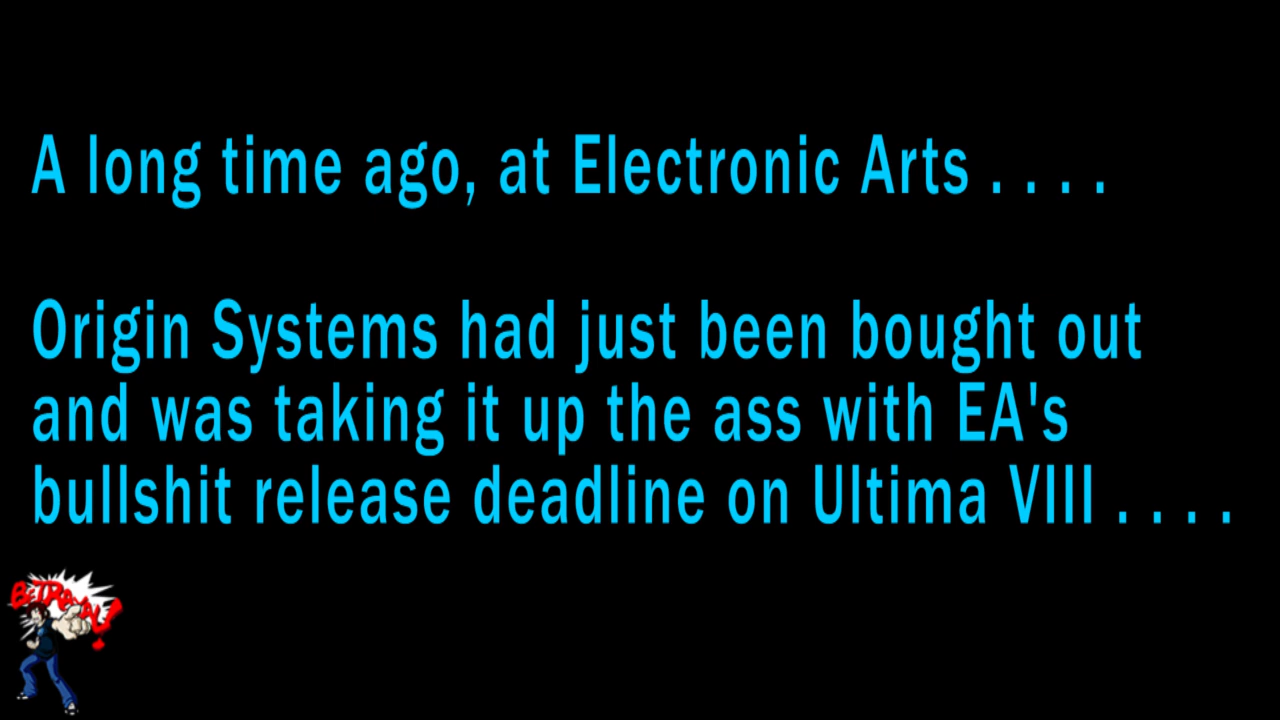 A long time ago, at Electronic Arts . . . .
Origin Systems had just been bought out
and was taking it up the ass with EA's
bullshit release deadline on Ultima VIII . . . .
BETRAYAL!